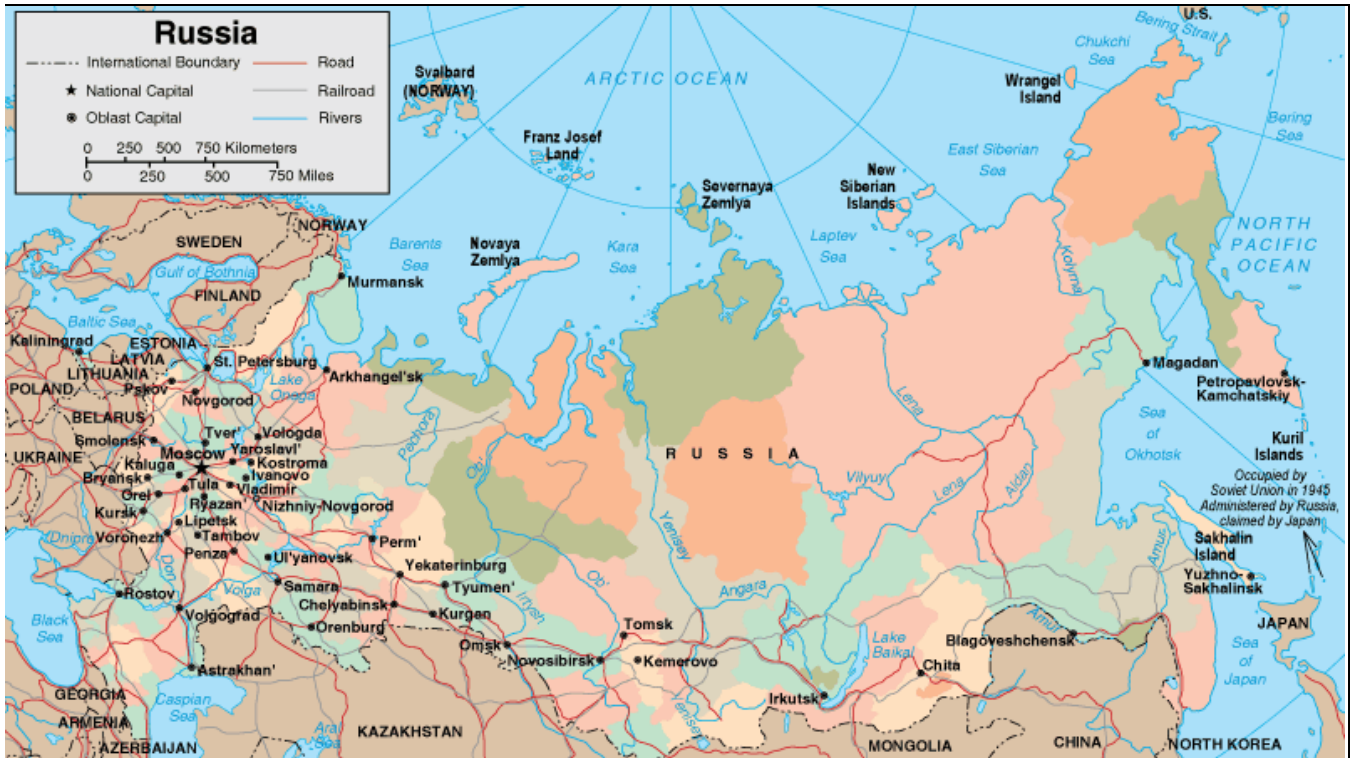 Russia
International Boundary
Road
National Capital
Railroad
Oblast Capital
Rivers
0 250 500 750 Kilometers
0 250 500 750 Miles
U.S.
Bering Strait
Chukchi
Sea
ARCTIC OCEAN
Svalbard
(NORWAY)
Wrangel
Island
Bering
Sea
Franz Josef
Land
East Siberian
Sea
New
Siberian
Islands
Severnaya
Zemlya
NORTH
PACIFIC
OCEAN
Laptev
Sea
NORWAY
SWEDEN
Barents
Sea
Novaya
Zemlya
Kara
Sea
Kolyma
Gulf of Bothnia
Murmansk
FINLAND
Baltic Sea
Kaliningrad
ESTONIA
LATVIA
LITHUANIA
St. Petersburg
Lake
Onega
Arkhangel'sk
Magadan
Petropavlovsk-
Kamchatskiy
POLAND
Pskov
Novgorod
Lena
BELARUS
Pechora
Sea
of
Okhotsk
Smolensk
Tver'
Vologda
Kuril
Islands
UKRAINE
Moscow
Yaroslavl'
Kostroma
RUSSIA
Ob'
Kaluga
Ivanovo
Bryansk
Tula
Vladimir
Vilyuy
Lena
Aldan
Occupied by
Soviet Union in 1945
Administered by Russia,
claimed by Japan
Orel
Ryazan'
Nizhniy-Novgorod
Kursk
Lipetsk
Yenisey
Dnipro
Voronezh
Tambov
Perm'
Amur
Sakhalin
Island
Penza
Ul'yanovsk
Don
Yekaterinburg
Yuzhno-
Sakhalinsk
Rostov
Volga
Samara
Tyumen'
Ob'
Angara
Irtysh
Chelyabinsk
Kurgan
Volgograd
Black
Sea
Orenburg
Tomsk
Amur
JAPAN
Omsk
Lake
Baikal
Blagoveshchensk
Sea
of
Japan
Novosibirsk
Kemerovo
Chita
Astrakhan'
GEORGIA
Caspian
Sea
Irkutsk
Yenisey
ARMENIA
Aral
Sea
KAZAKHSTAN
AZERBAIJAN
MONGOLIA
CHINA
NORTH KOREA